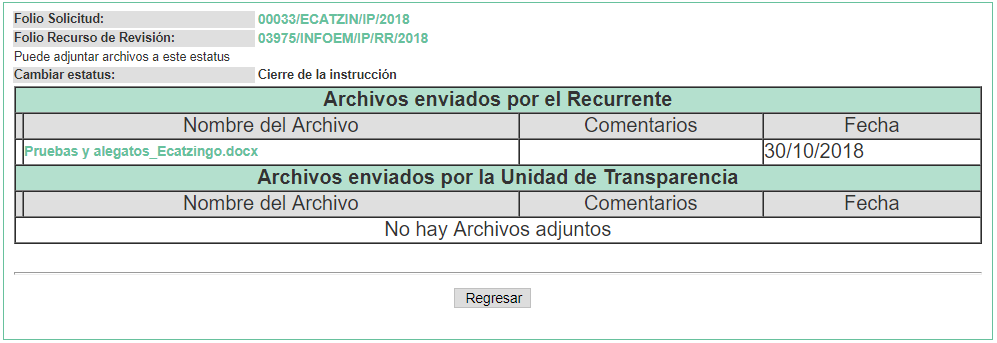 Folio Solicitud: 00033/ECATZIN/IP/2018
Folio Recurso de Revisión: 03975/INFOEM/IP/RR/2018
Puede adjuntar archivos a este estatus
Cambiar estatus: Cierre de la instrucción
Archivos enviados por el Recurrente
Nombre del Archivo Comentarios Fecha
Pruebas y alegatos_Ecatzingo.docx 30/10/2018
Archivos enviados por la Unidad de Transparencia
Nombre del Archivo Comentarios Fecha
No hay Archivos adjuntos
Regresar